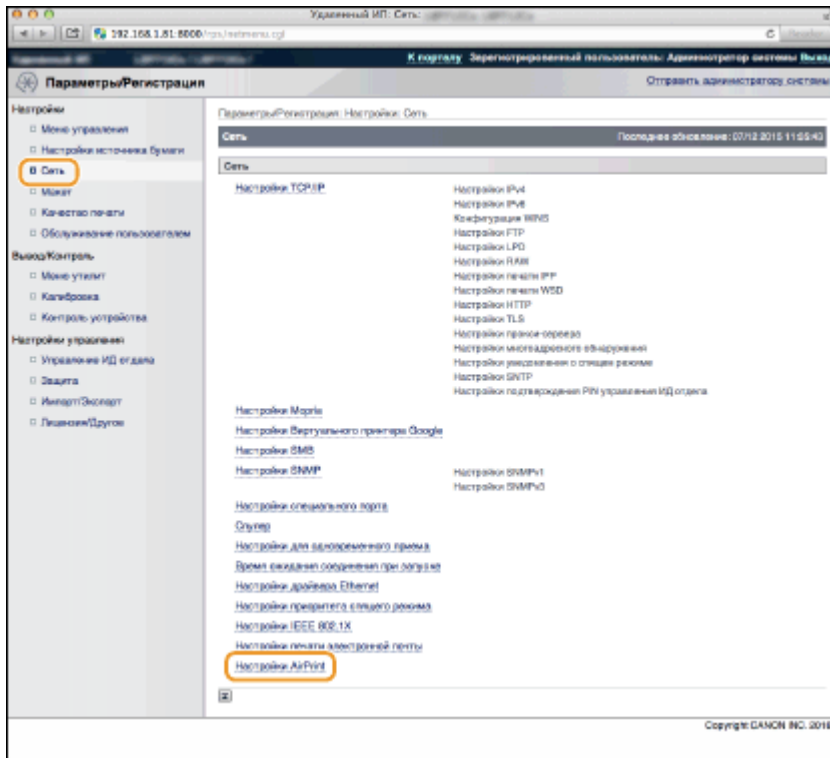 Удаленный ИП: Сеть:
192.168.1.81:8000/rps/netmenu.cgi
Reader
К порталу Зарегистрированный пользователь: Администратор системы Выход
Параметры/Регистрация
Отправить администратору системы
Настройки
Меню управления
Настройки источника бумаги
Сеть
Макет
Качество печати
Обслуживание пользователем
Вывод/Контроль
Меню утилит
Калибровка
Контроль устройства
Настройки управления
Управление ИД отдела
Защита
Импорт/Экспорт
Лицензия/Другое
Параметры/Регистрация: Настройки: Сеть
Сеть
Последнее обновление: 07/12 2015 11:55:43
Сеть
Настройки TCP/IP
Настройки IPv4
Настройки IPv6
Конфигурация WINS
Настройки FTP
Настройки LPD
Настройки RAW
Настройки печати IPP
Настройки печати WSD
Настройки HTTP
Настройки TLS
Настройки прокси-сервера
Настройки многоадресного обнаружения
Настройки уведомления о спящем режиме
Настройки SNTP
Настройки подтверждения PIN управления ИД отдела
Настройки Mopria
Настройки Виртуального принтера Google
Настройки SMB
Настройки SNMP
Настройки SNMPv1
Настройки SNMPv3
Настройки специального порта
Спулер
Настройки для одновременного приема
Время ожидания соединения при запуске
Настройки драйвера Ethernet
Настройки приоритета спящего режима
Настройки IEEE 802.1X
Настройки печати электронной почты
Настройки AirPrint
Copyright CANON INC. 2016